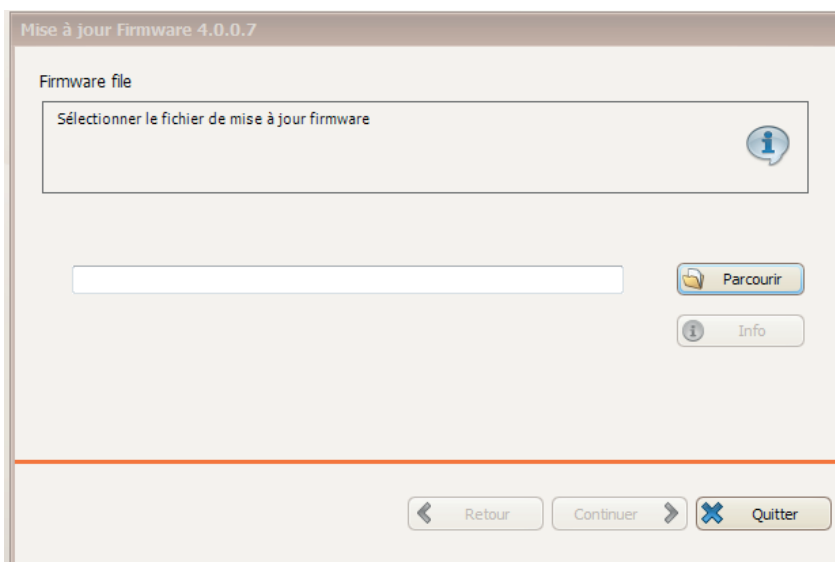 Mise à jour Firmware 4.0.0.7
Firmware file
Sélectionner le fichier de mise à jour firmware
Parcourir
Info
Retour
Continuer
Quitter